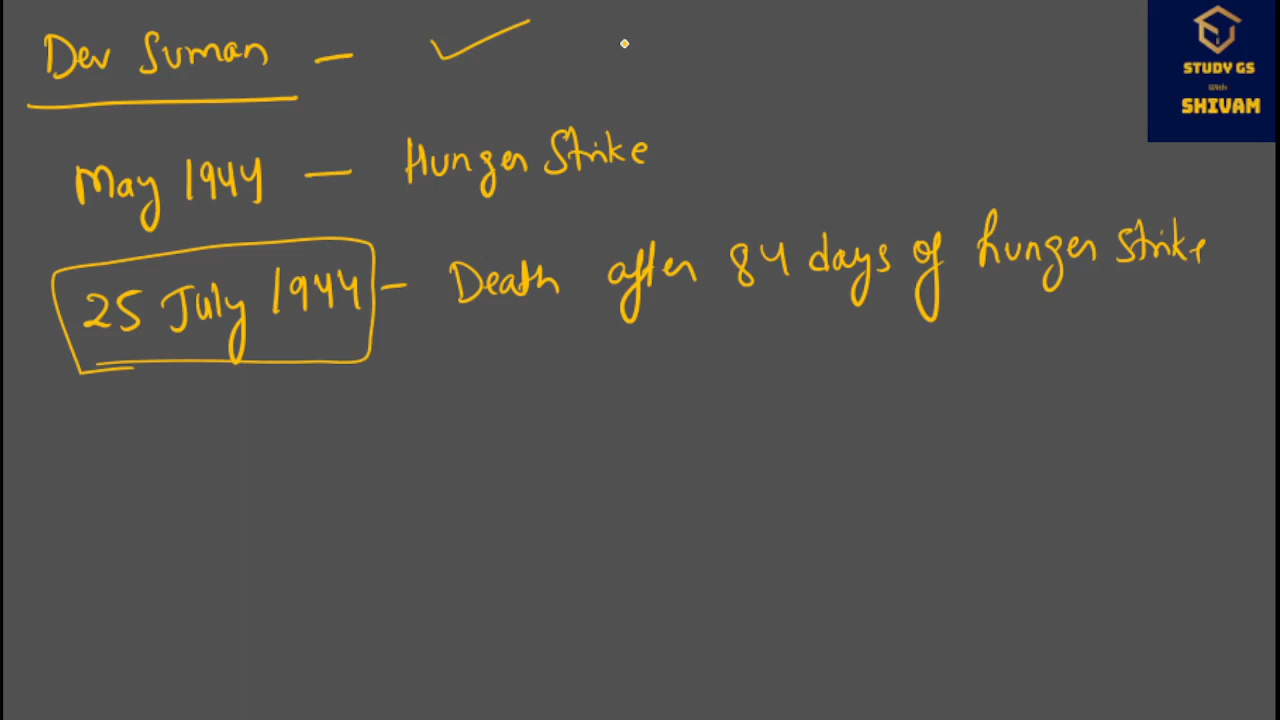 Dev Suman -
STUDY GS
With
SHIVAM
May 1944 - Hunger Strike
25 July 1944 - Death after 84 days of hunger strike